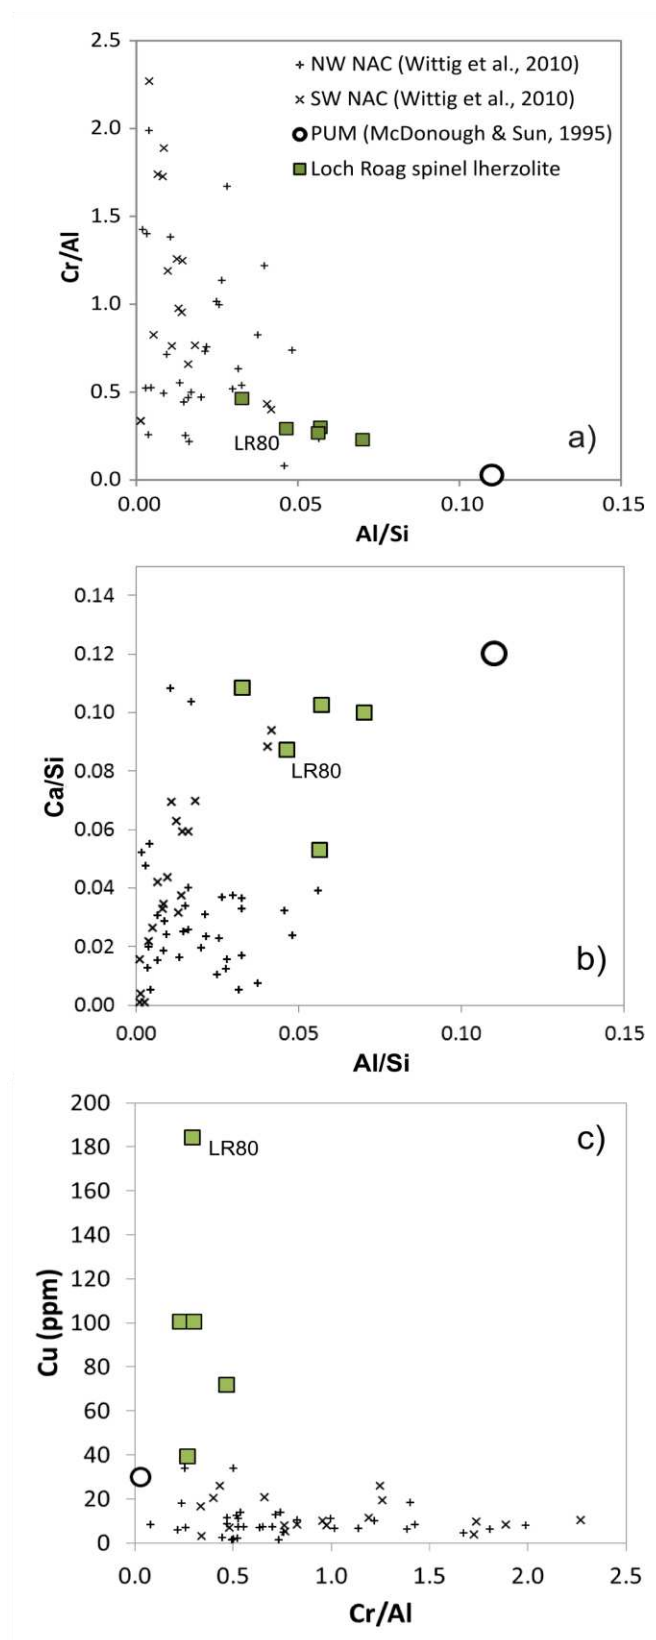 2.5
2.0
1.5
1.0
0.5
0.0
Cr/Al
+ NW NAC (Wittig et al., 2010)
× SW NAC (Wittig et al., 2010)
PUM (McDonough & Sun, 1995)
Loch Roag spinel lherzolite
LR80
a)
0.00 0.05 0.10 0.15
Al/Si
0.14
0.12
0.10
0.08
0.06
0.04
0.02
0.00
Ca/Si
LR80
b)
0.00 0.05 0.10 0.15
Al/Si
200
180
160
140
120
100
80
60
40
20
0
Cu (ppm)
LR80
c)
0.0 0.5 1.0 1.5 2.0 2.5
Cr/Al